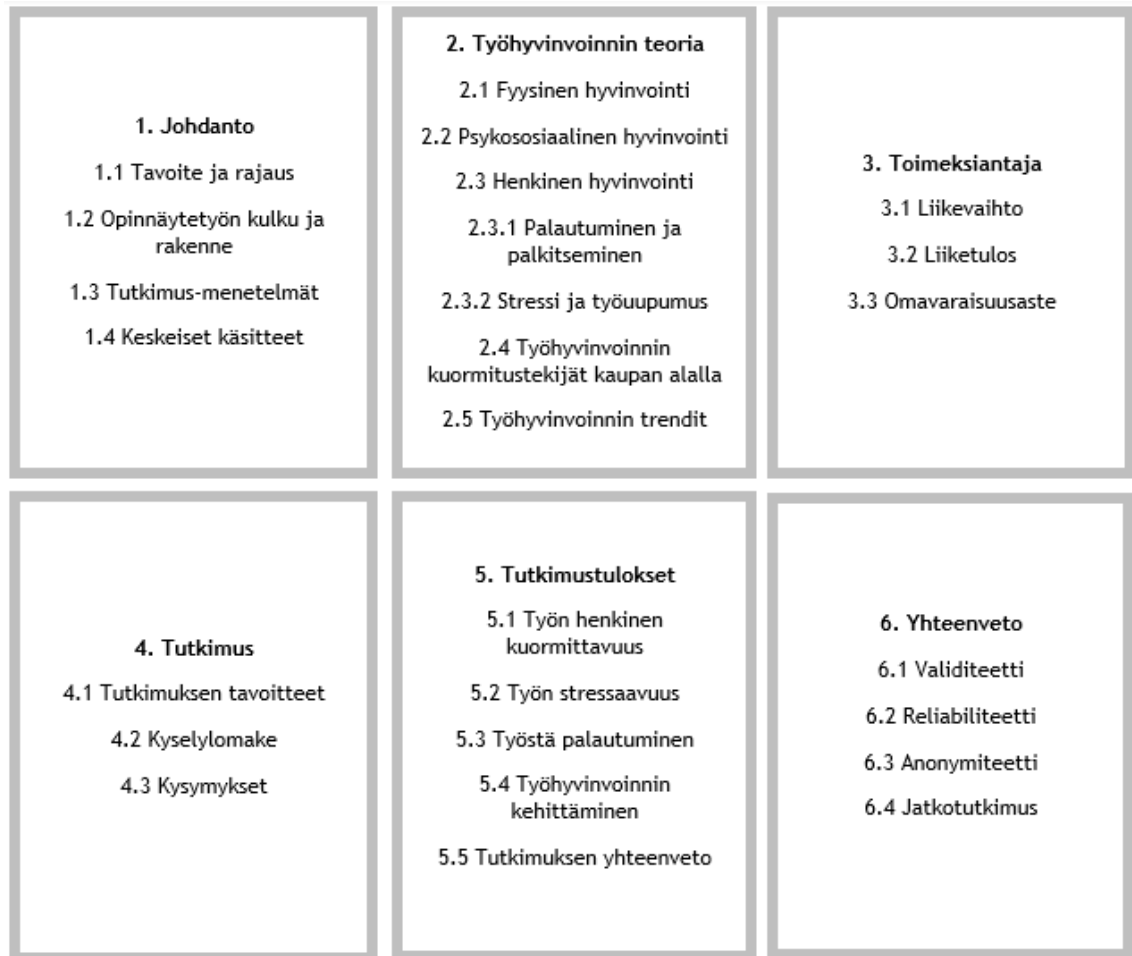 1. Johdanto
1.1 Tavoite ja rajaus
1.2 Opinnäytetyön kulku ja
rakenne
1.3 Tutkimus-menetelmät
1.4 Keskeiset käsitteet
2. Työhyvinvoinnin teoria
2.1 Fyysinen hyvinvointi
2.2 Psykososiaalinen hyvinvointi
2.3 Henkinen hyvinvointi
2.3.1 Palautuminen ja
palkitseminen
2.3.2 Stressi ja työuupumus
2.4 Työhyvinvoinnin
kuormitustekijät kaupan alalla
2.5 Työhyvinvoinnin trendit
3. Toimeksiantaja
3.1 Liikevaihto
3.2 Liiketulos
3.3 Omavaraisuusaste
4. Tutkimus
4.1 Tutkimuksen tavoitteet
4.2 Kyselylomake
4.3 Kysymykset
5. Tutkimustulokset
5.1 Työn henkinen
kuormittavuus
5.2 Työn stressaavuus
5.3 Työstä palautuminen
5.4 Työhyvinvoinnin
kehittäminen
5.5 Tutkimuksen yhteenveto
6. Yhteenveto
6.1 Validiteetti
6.2 Reliabiliteetti
6.3 Anonymiteetti
6.4 Jatkotutkimus